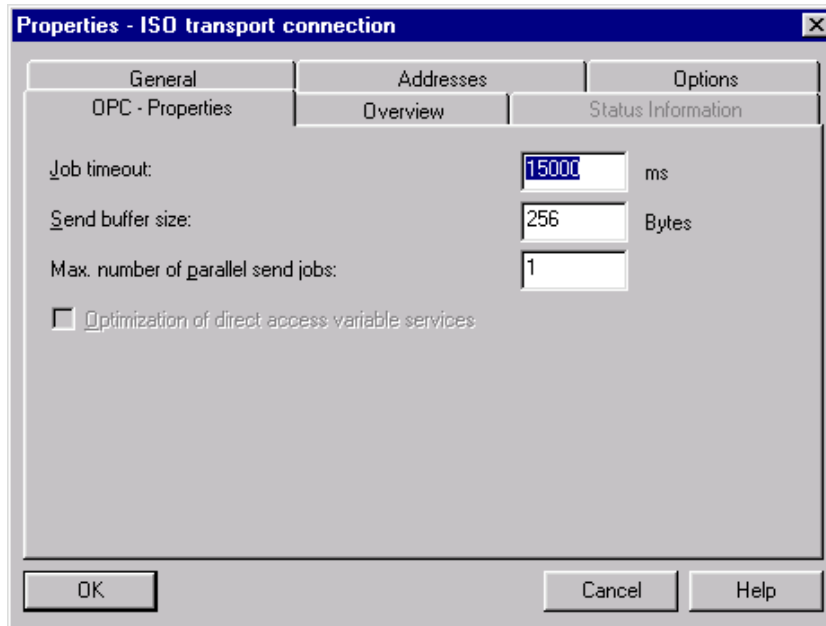 Properties - ISO transport connection
General Addresses Options
OPC - Properties Overview Status Information
Job timeout: 15000 ms
Send buffer size: 256 Bytes
Max. number of parallel send jobs: 1
Optimization of direct access variable services
OK Cancel Help